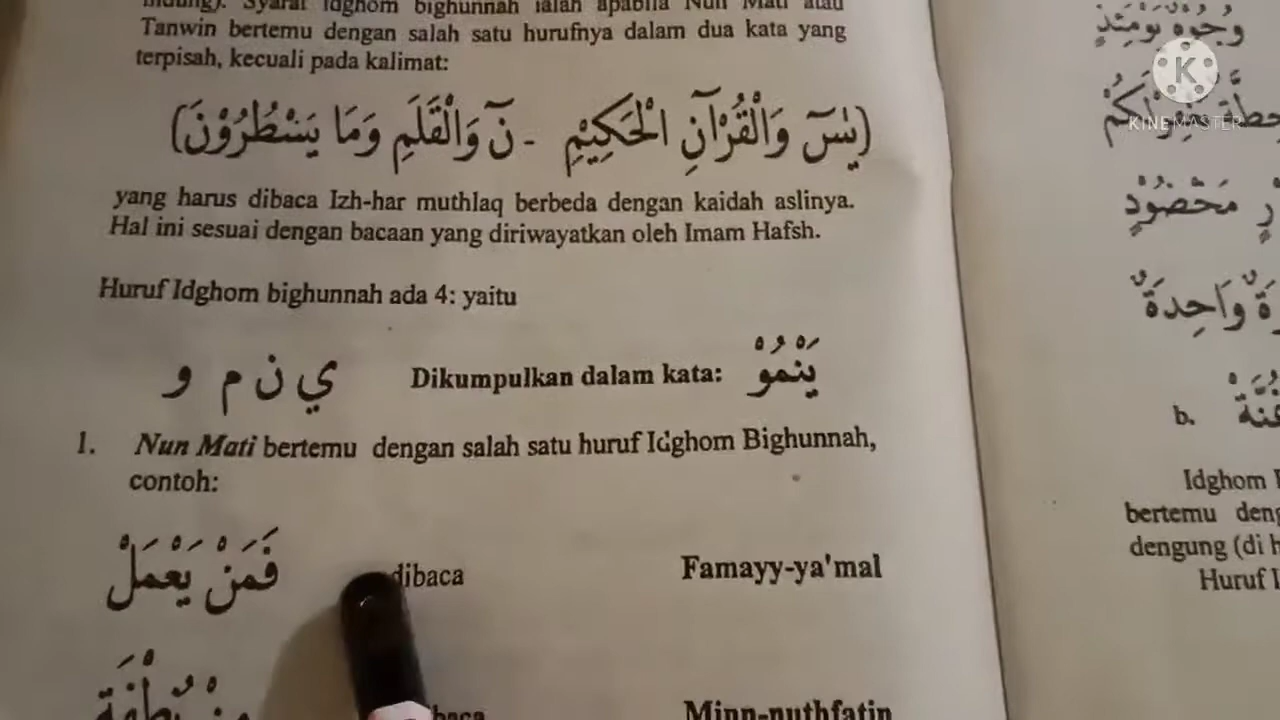 Tanwin bertemu dengan salah satu hurufnya dalam dua kata yang
terpisah, kecuali pada kalimat:
(يٰسٓ وَالْقُرْآنِ الْحَكِيْمِ - نٓ وَالْقَلَمِ وَمَا يَسْطُرُوْنَ)
yang harus dibaca Izh-har muthlaq berbeda dengan kaidah aslinya.
Hal ini sesuai dengan bacaan yang diriwayatkan oleh Imam Hafsh.
Huruf Idghom bighunnah ada 4: yaitu
ي ن م و Dikumpulkan dalam kata: يَنْمُوْ
1. Nun Mati bertemu dengan salah satu huruf Idghom Bighunnah,
contoh:
فَمَنْ يَعْمَلْ dibaca Famayy-ya'mal
Minn-nuthfatin
وُجُوْهٌ يَوْمَئِذٍ
مَحْضُوْدٍ
وَاحِدَةٌ
b.
Idghom
bertemu
dengung (di
Huruf
KINEMASTER